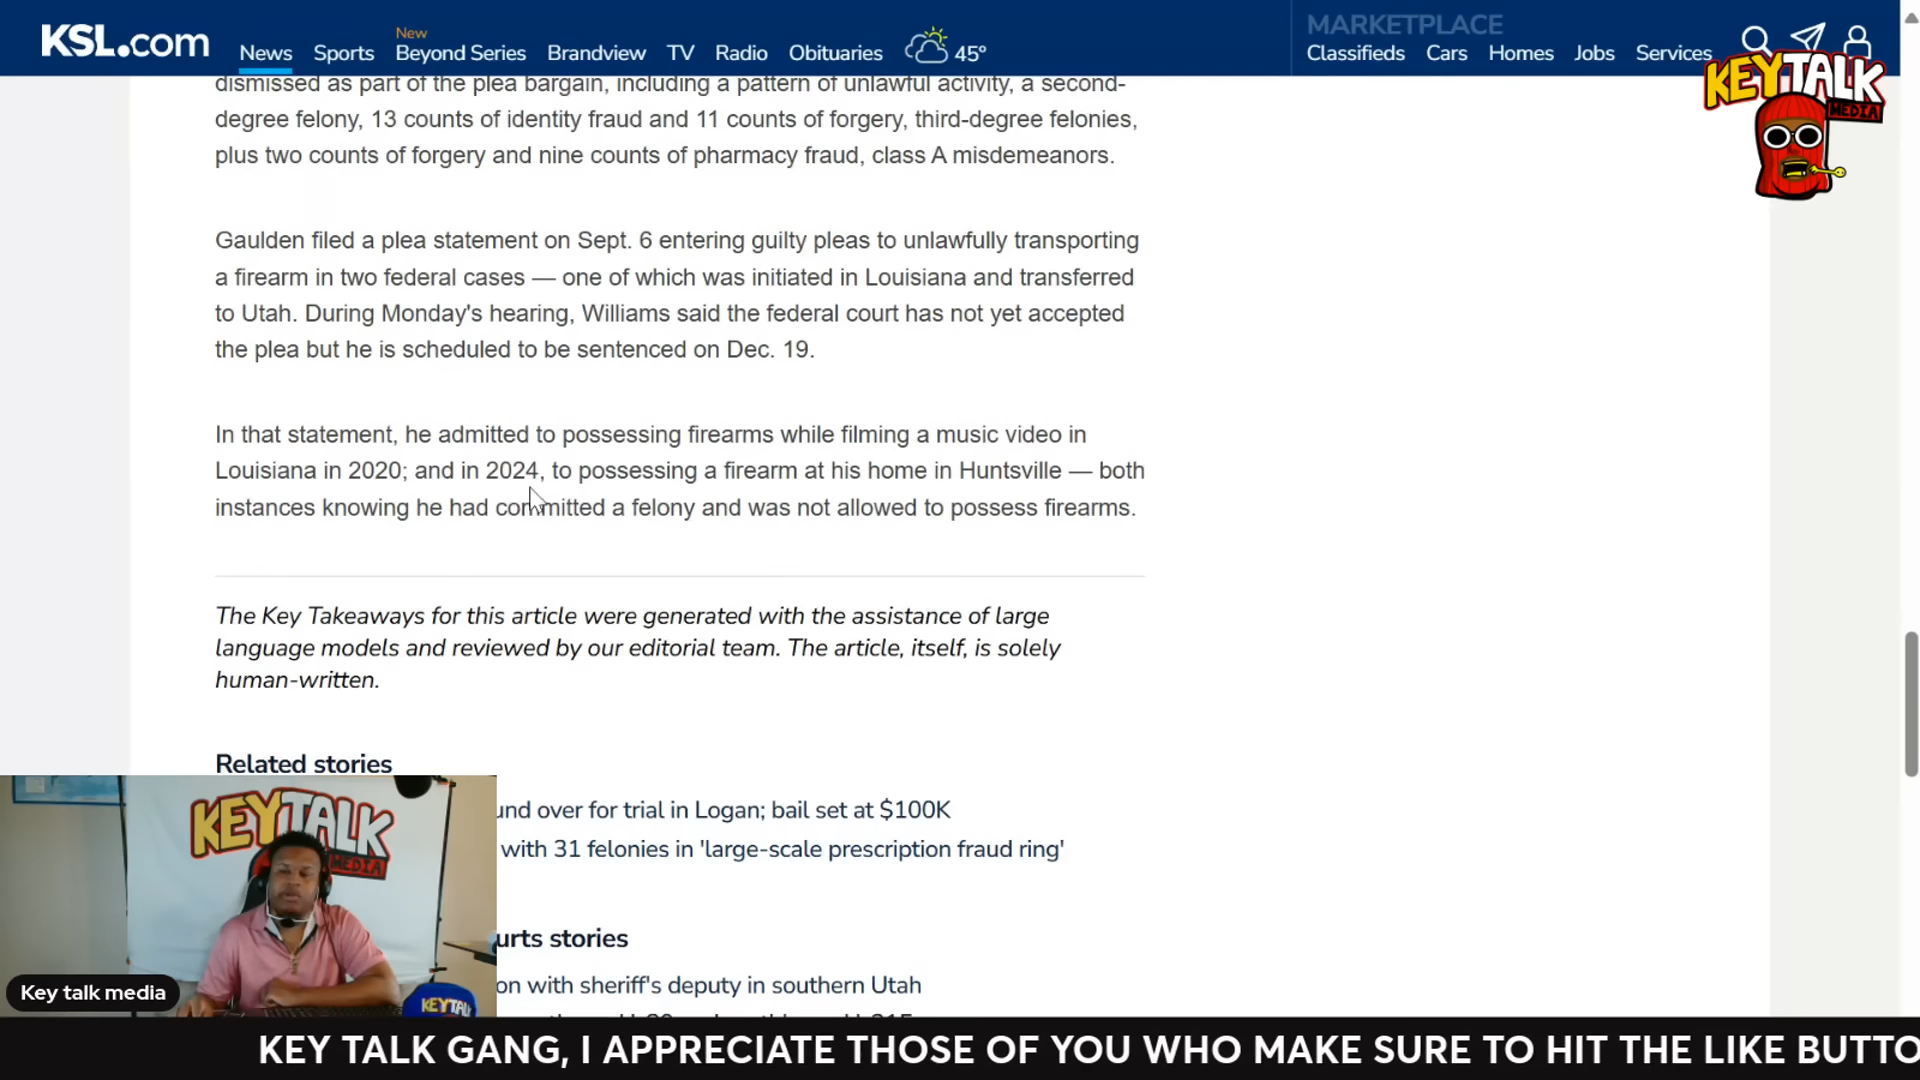 KSL.com
News
Sports
New
Beyond Series
Brandview
TV
Radio
Obituaries
45°
MARKETPLACE
Classifieds
Cars
Homes
Jobs
Services
KEYTALK
MEDIA
dismissed as part of the plea bargain, including a pattern of unlawful activity, a second-
degree felony, 13 counts of identity fraud and 11 counts of forgery, third-degree felonies,
plus two counts of forgery and nine counts of pharmacy fraud, class A misdemeanors.
Gaulden filed a plea statement on Sept. 6 entering guilty pleas to unlawfully transporting
a firearm in two federal cases — one of which was initiated in Louisiana and transferred
to Utah. During Monday's hearing, Williams said the federal court has not yet accepted
the plea but he is scheduled to be sentenced on Dec. 19.
In that statement, he admitted to possessing firearms while filming a music video in
Louisiana in 2020; and in 2024, to possessing a firearm at his home in Huntsville — both
instances knowing he had committed a felony and was not allowed to possess firearms.
The Key Takeaways for this article were generated with the assistance of large
language models and reviewed by our editorial team. The article, itself, is solely
human-written.
Related stories
und over for trial in Logan; bail set at $100K
with 31 felonies in 'large-scale prescription fraud ring'
urts stories
on with sheriff's deputy in southern Utah
KEYTALK
MEDIA
KEYTAL
Key talk media
KEY TALK GANG, I APPRECIATE THOSE OF YOU WHO MAKE SURE TO HIT THE LIKE BUTTO